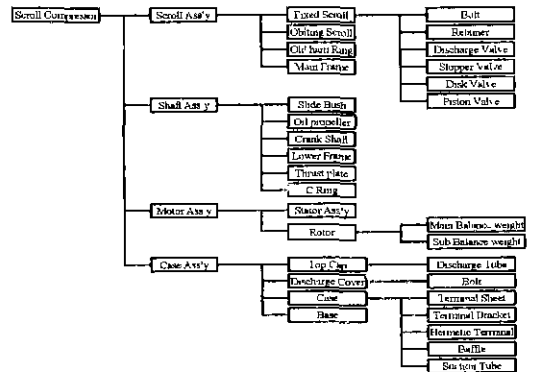 Scroll Compressor
Scroll Ass'y
Fixed Scroll
Bolt
Obiting Scroll
Retainer
Old'ham Ring
Discharge Valve
Main Frame
Stopper Valve
Disk Valve
Piston Valve
Shaft Ass'y
Slide Bush
Oil propeller
Crank Shaft
Lower Frame
Thrust plate
C Ring
Motor Ass'y
Stator Ass'y
Rotor
Main Balance weight
Sub Balance weight
Case Ass'y
Top Cap
Discharge Tube
Discharge Cover
Bolt
Case
Terminal Sheet
Base
Terminal Bracket
Hermetic Terminal
Baffle
Suction Tube